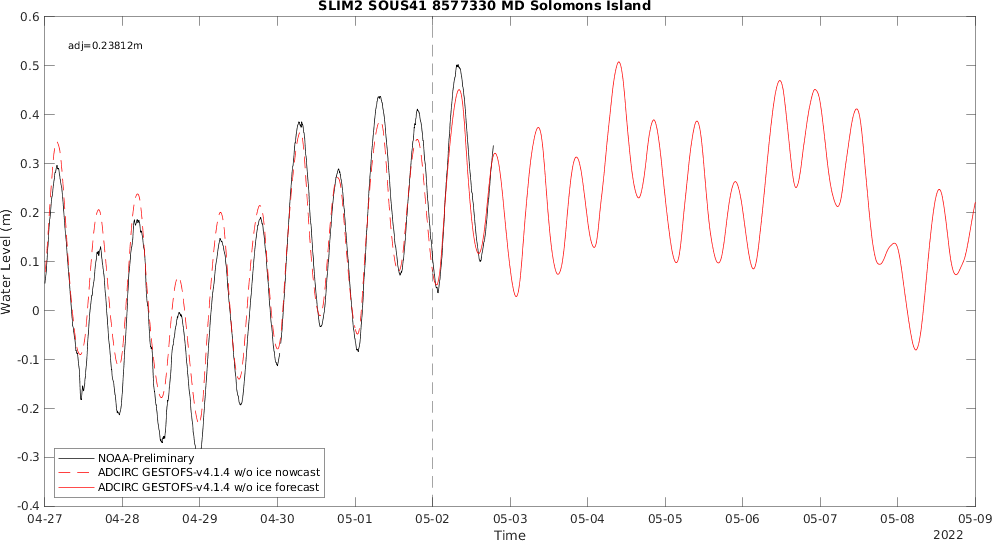 SLIM2 SOUS41 8577330 MD Solomons Island
adj=0.23812m
0.6
0.5
0.4
0.3
0.2
0.1
0
-0.1
-0.2
-0.3
-0.4
Water Level (m)
NOAA-Preliminary
ADCIRC GESTOFS-v4.1.4 w/o ice nowcast
ADCIRC GESTOFS-v4.1.4 w/o ice forecast
04-27 04-28 04-29 04-30 05-01 05-02 05-03 05-04 05-05 05-06 05-07 05-08 05-09
Time
2022